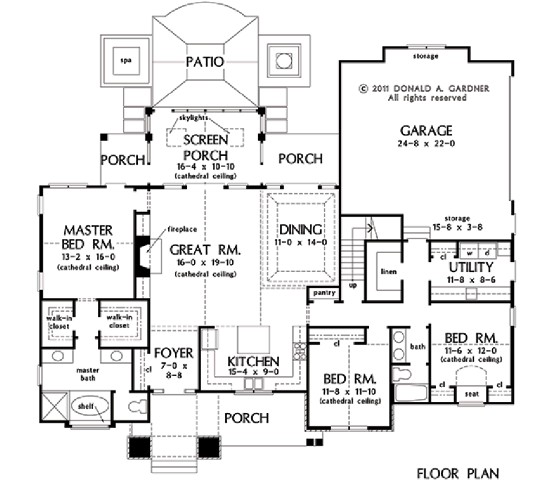 storage
spa
PATIO
© 2011 DONALD A. GARDNER
All rights reserved
GARAGE
24-8 x 22-0
skylights
SCREEN
PORCH
16-4 x 10-10
(cathedral ceiling)
PORCH
PORCH
storage
15-8 x 3-8
MASTER
BED RM.
13-2 x 16-0
(cathedral ceiling)
fireplace
GREAT RM.
16-0 x 19-10
(cathedral ceiling)
DINING
11-0 x 14-0
up
linen
cl
w
d
UTILITY
11-8 x 8-6
pantry
cl
walk-in
closet
walk-in
closet
FOYER
7-0 x
8-8
KITCHEN
15-4 x 9-0
cl
bath
BED RM.
11-6 x 12-0
(cathedral ceiling)
master
bath
cl
BED RM.
11-8 x 11-10
(cathedral ceiling)
cl
cl
seat
shelf
PORCH
FLOOR PLAN